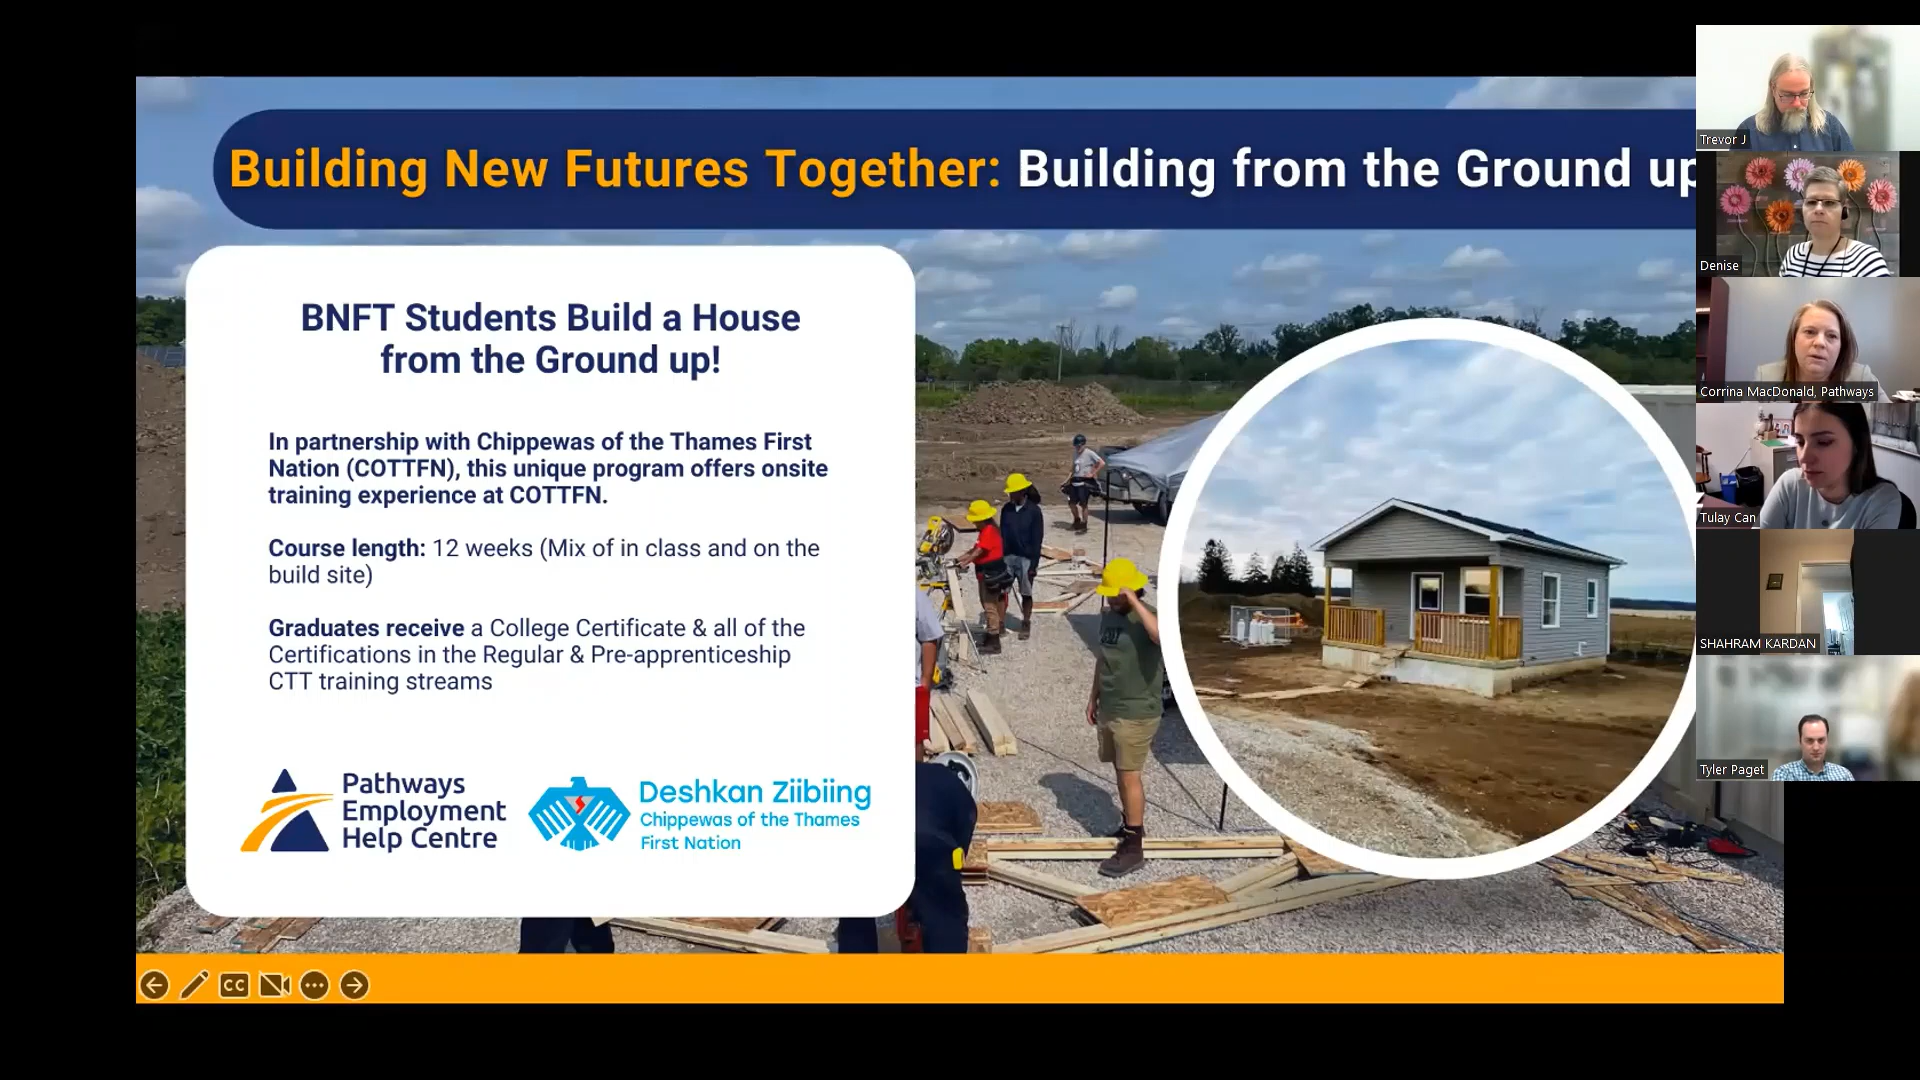 Building New Futures Together: Building from the Ground up
BNFT Students Build a House
from the Ground up!
In partnership with Chippewas of the Thames First
Nation (COTTFN), this unique program offers onsite
training experience at COTTFN.
Course length: 12 weeks (Mix of in class and on the
build site)
Graduates receive a College Certificate & all of the
Certifications in the Regular & Pre-apprenticeship
CTT training streams
Pathways
Employment
Help Centre
Deshkan Ziibiing
Chippewas of the Thames
First Nation
CC
Trevor J
Denise
Corrina MacDonald, Pathways
Tulay Can
SHAHRAM KARDAN
Tyler Paget